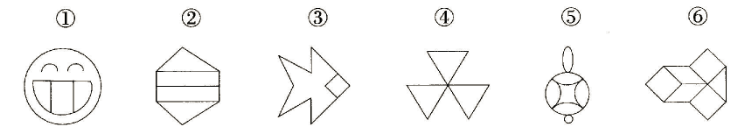 ① ② ③ ④ ⑤ ⑥